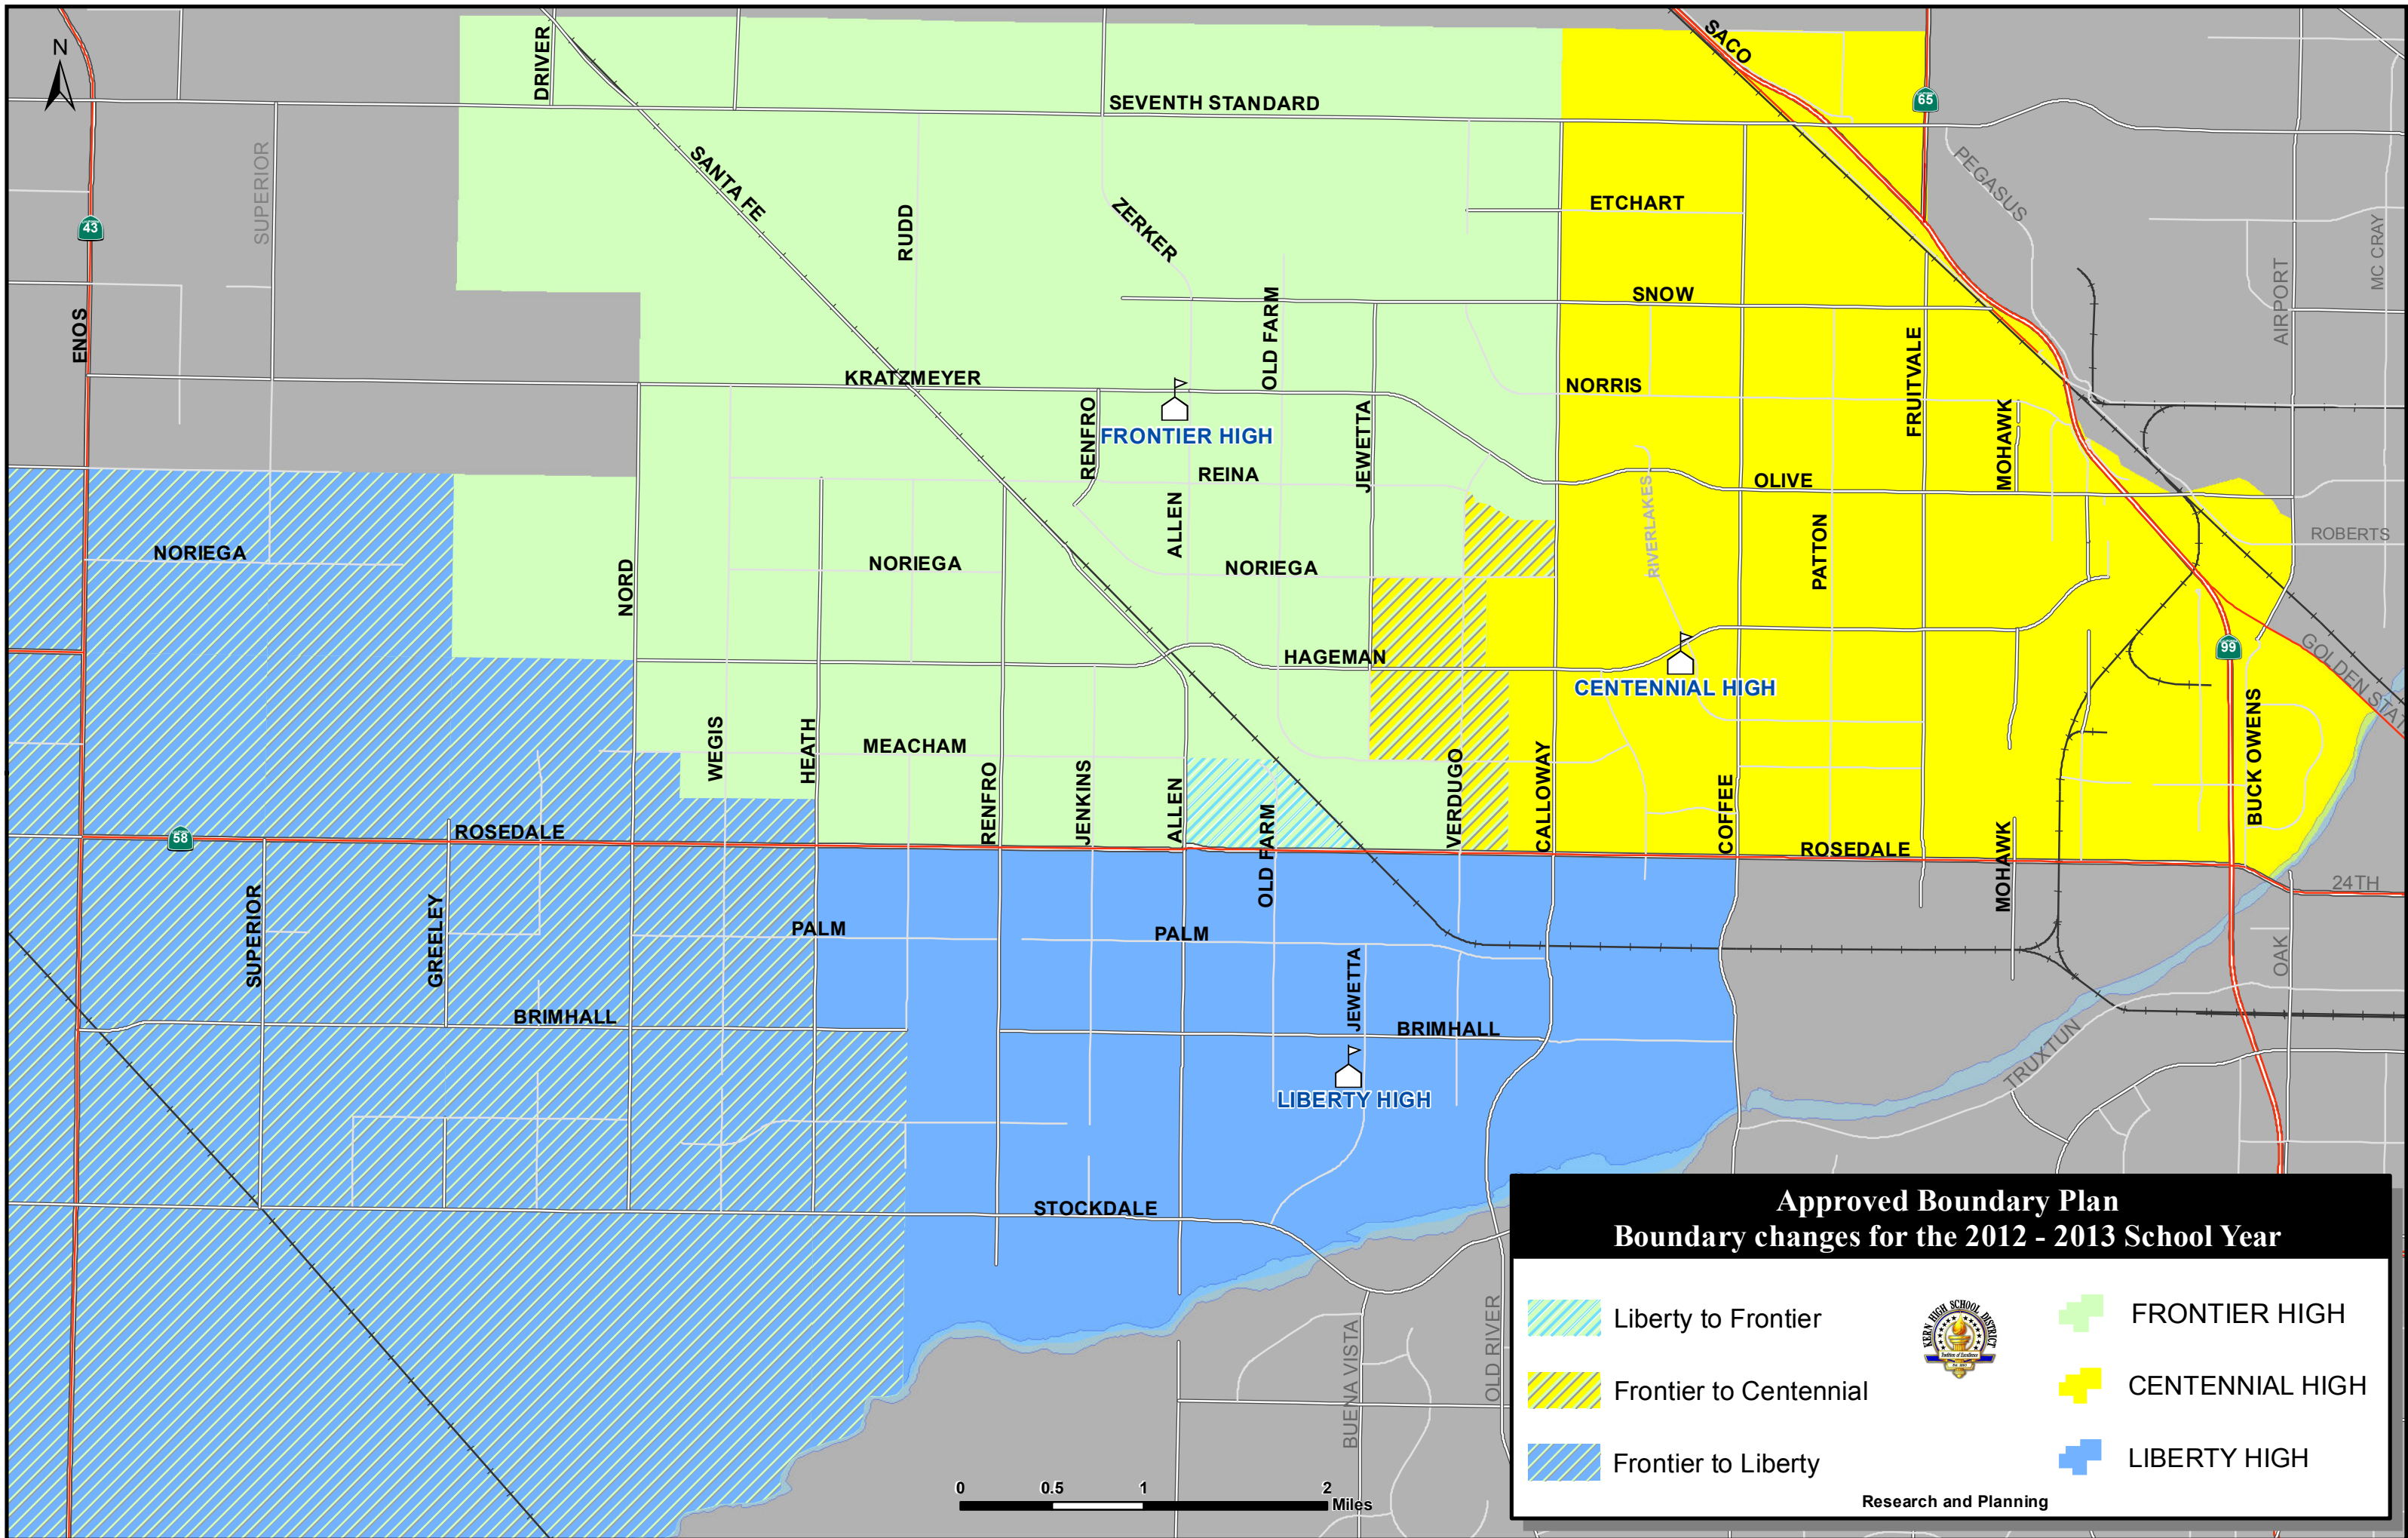 N
DRIVER
SACO
65
SEVENTH STANDARD
SUPERIOR
SANTA FE
PEGASUS
43
RUDD
ZERKER
ETCHART
MC CRAY
AIRPORT
ENOS
OLD FARM
SNOW
FRUITVALE
KRATZMEYER
NORRIS
RENFRO
FRONTIER HIGH
JEWETTA
MOHAWK
REINA
OLIVE
ALLEN
RIVERLAKES
PATTON
ROBERTS
NORIEGA
NORD
NORIEGA
NORIEGA
HAGEMAN
99
GOLDEN STAT
CENTENNIAL HIGH
BUCK OWENS
WEGIS
HEATH
MEACHAM
RENFRO
JENKINS
ALLEN
OLD FARM
VERDUGO
CALLOWAY
COFFEE
58
ROSEDALE
ROSEDALE
MOHAWK
24TH
SUPERIOR
GREELEY
PALM
PALM
JEWETTA
OAK
BRIMHALL
BRIMHALL
TRUXTUN
LIBERTY HIGH
STOCKDALE
BUENA VISTA
OLD RIVER
Approved Boundary Plan
Boundary changes for the 2012 - 2013 School Year
Liberty to Frontier
Frontier to Centennial
Frontier to Liberty
KERN HIGH SCHOOL DISTRICT
FRONTIER HIGH
CENTENNIAL HIGH
LIBERTY HIGH
Research and Planning
0 0.5 1 2
Miles